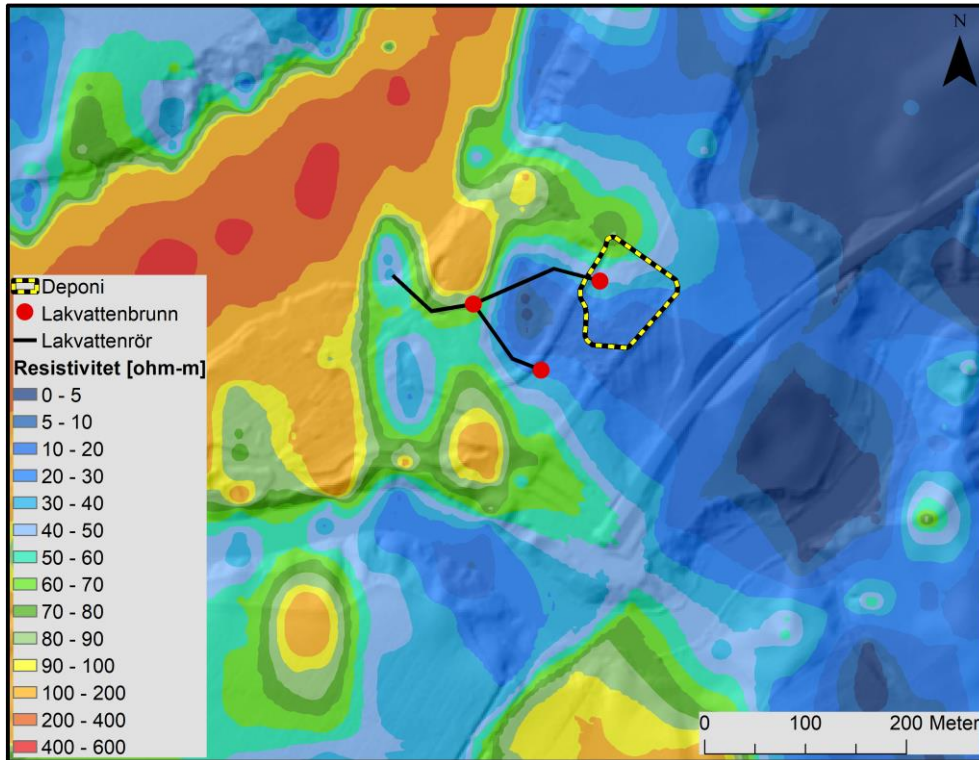 N
Deponi
Lakvattenbrunn
Lakvattenrör
Resistivitet [ohm-m]
0 - 5
5 - 10
10 - 20
20 - 30
30 - 40
40 - 50
50 - 60
60 - 70
70 - 80
80 - 90
90 - 100
100 - 200
200 - 400
400 - 600
0 100 200 Meter